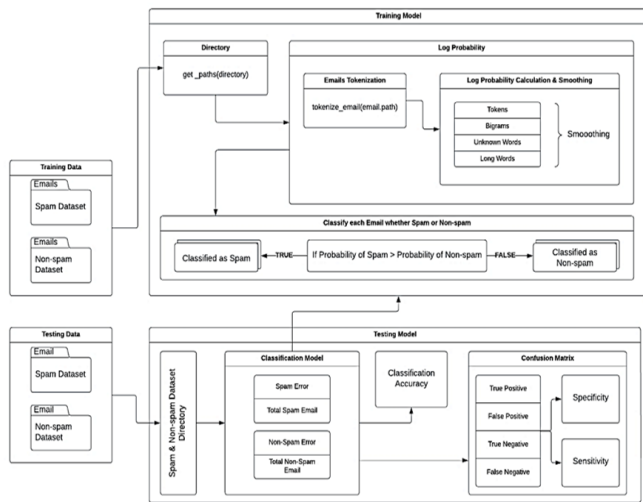 Training Model
Directory
get _paths(directory)
Log Probability
Emails Tokenization
tokenize_email(email.path)
Log Probability Calculation & Smoothing
Tokens
Bigrams
Unknown Words
Long Words
Smooothing
Training Data
Emails
Spam Dataset
Emails
Non-spam
Dataset
Classify each Email whether Spam or Non-spam
Classified as Spam
TRUE
If Probability of Spam > Probability of Non-spam
FALSE
Classified as
Non-spam
Testing Data
Email
Spam Dataset
Email
Non-spam
Dataset
Testing Model
Spam & Non-spam Dataset
Directory
Classification Model
Spam Error
Total Spam Email
Non-Spam Error
Total Non-Spam
Email
Classification
Accuracy
Confusion Matrix
True Positive
False Positive
True Negative
False Negative
Specificity
Sensitivity